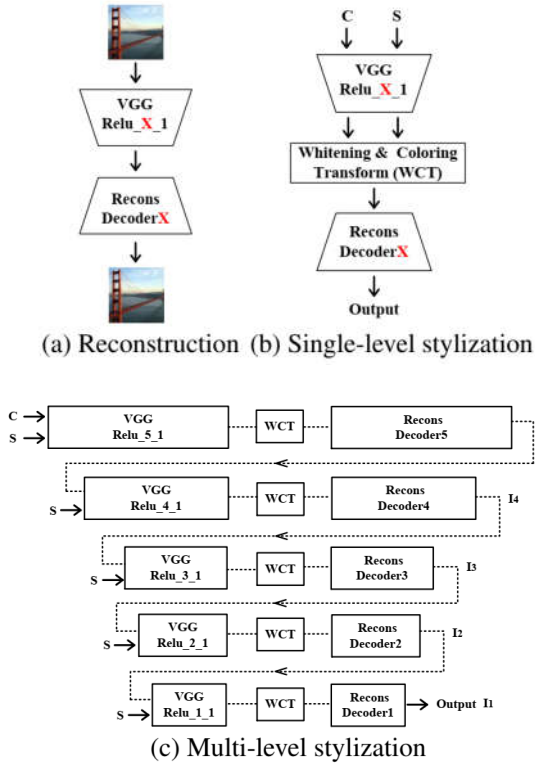 VGG
Relu_X_1
Recons
DecoderX
(a) Reconstruction
C S
VGG
Relu_X_1
Whitening & Coloring
Transform (WCT)
Recons
DecoderX
Output
(b) Single-level stylization
C
S
VGG
Relu_5_1
WCT
Recons
Decoder5
S
VGG
Relu_4_1
WCT
Recons
Decoder4
I4
S
VGG
Relu_3_1
WCT
Recons
Decoder3
I3
S
VGG
Relu_2_1
WCT
Recons
Decoder2
I2
S
VGG
Relu_1_1
WCT
Recons
Decoder1
Output I1
(c) Multi-level stylization